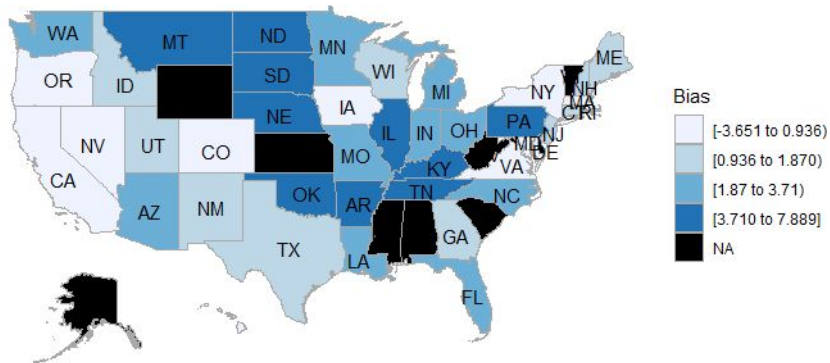 WA
MT
ND
MN
ME
OR
ID
SD
WI
NY
NH
MA
MI
CT
RI
IA
NE
PA
NJ
NV
IL
IN
OH
MD
DE
UT
CO
MO
KY
VA
CA
TN
NC
AZ
NM
OK
AR
GA
TX
LA
FL
Bias
[-3.651 to 0.936)
[0.936 to 1.870)
[1.87 to 3.71)
[3.710 to 7.889]
NA